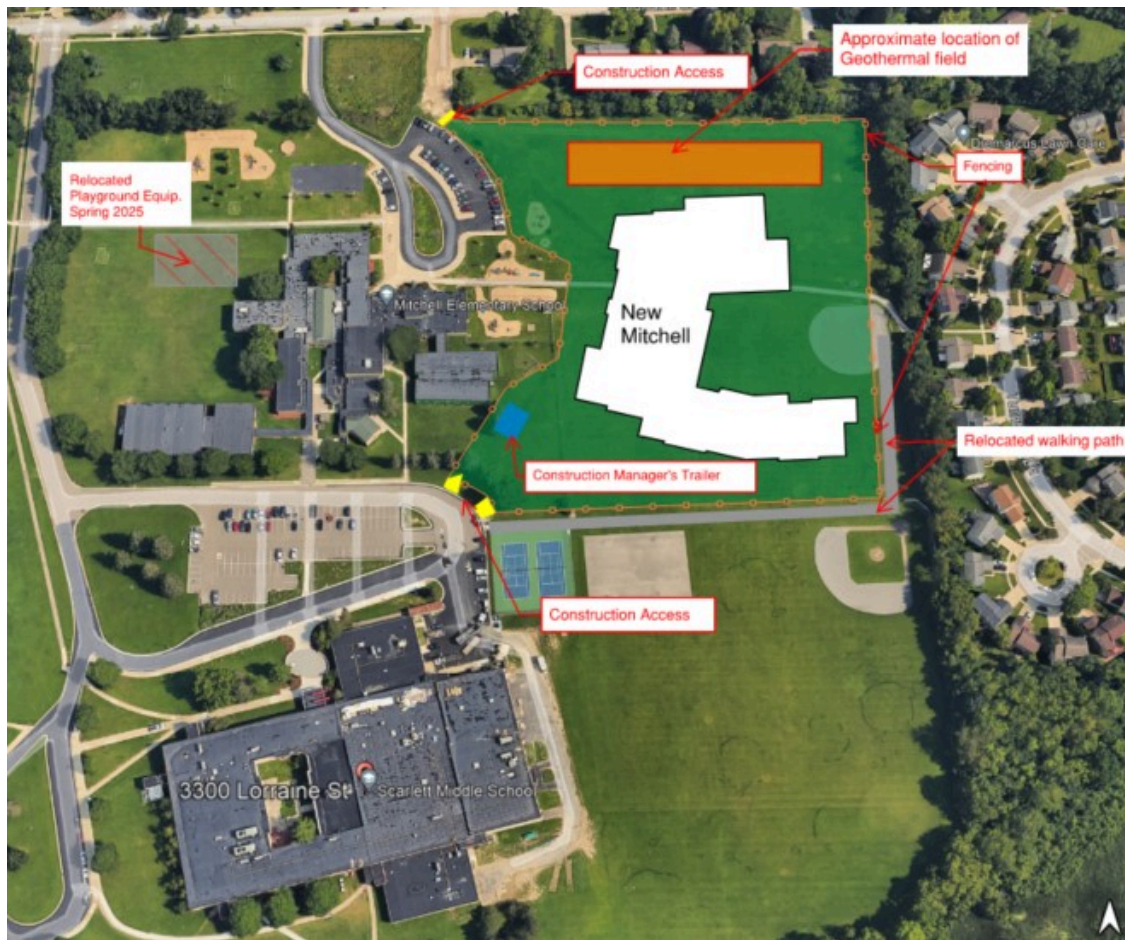 Approximate location of
Geothermal field
Construction Access
Fencing
Relocated
Playground Equip.
Spring 2025
Mitchell Elementary School
New
Mitchell
Relocated walking path
Construction Manager's Trailer
Construction Access
3300 Lorraine St
Scarlett Middle School